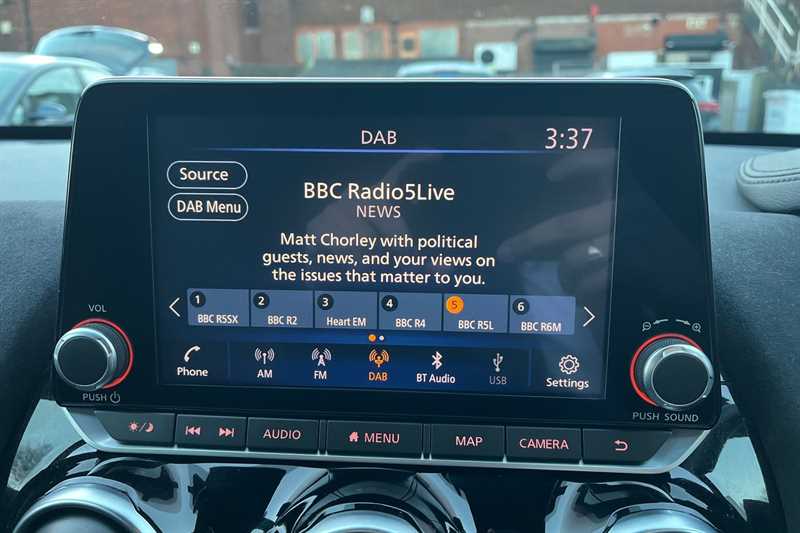 DAB 3:37
Source
DAB Menu
BBC Radio5Live
NEWS
Matt Chorley with political
guests, news, and your views on
the issues that matter to you.
1 2 3 4 5 6
BBC R5SX BBC R2 Heart EM BBC R4 BBC R5L BBC R6M
Phone AM FM DAB BT Audio USB Settings
VOL
PUSH
PUSH SOUND
AUDIO MENU MAP CAMERA